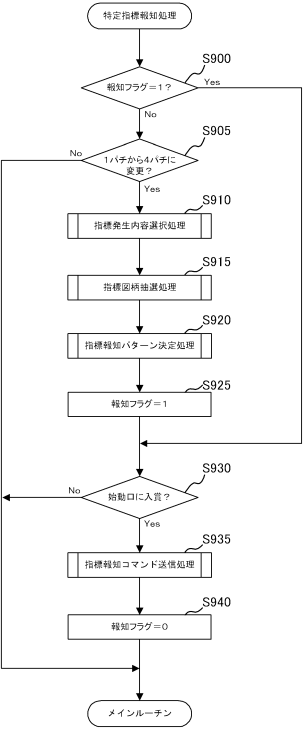 特定指標報知処理
S900
報知フラグ＝１？
Yes
No
S905
No
１パチから４パチに
変更？
Yes
S910
指標発生内容選択処理
S915
指標図柄抽選処理
S920
指標報知パターン決定処理
S925
報知フラグ＝１
S930
No
始動口に入賞？
Yes
S935
指標報知コマンド送信処理
S940
報知フラグ＝０
メインルーチン